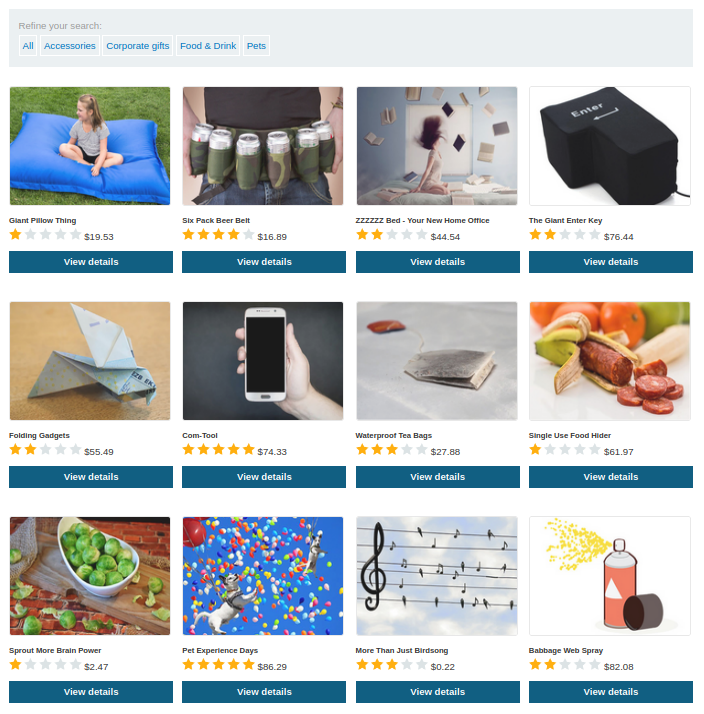 Refine your search:
All Accessories Corporate gifts Food & Drink Pets
Enter
Giant Pillow Thing Six Pack Beer Belt ZZZZZZ Bed - Your New Home Office The Giant Enter Key
$19.53 $16.89 $44.54 $76.44
View details View details View details View details
Folding Gadgets Com-Tool Waterproof Tea Bags Single Use Food Hider
$55.49 $74.33 $27.88 $61.97
View details View details View details View details
Sprout More Brain Power Pet Experience Days More Than Just Birdsong Babbage Web Spray
$2.47 $86.29 $0.22 $82.08
View details View details View details View details